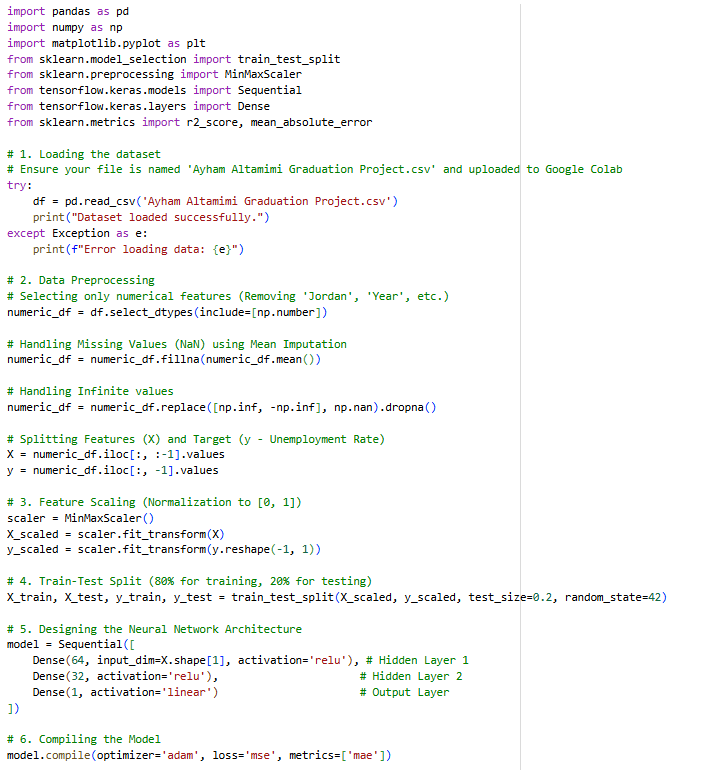 import pandas as pd
import numpy as np
import matplotlib.pyplot as plt
from sklearn.model_selection import train_test_split
from sklearn.preprocessing import MinMaxScaler
from tensorflow.keras.models import Sequential
from tensorflow.keras.layers import Dense
from sklearn.metrics import r2_score, mean_absolute_error

# 1. Loading the dataset
# Ensure your file is named 'Ayham Altamimi Graduation Project.csv' and uploaded to Google Colab
try:
    df = pd.read_csv('Ayham Altamimi Graduation Project.csv')
    print("Dataset loaded successfully.")
except Exception as e:
    print(f"Error loading data: {e}")

# 2. Data Preprocessing
# Selecting only numerical features (Removing 'Jordan', 'Year', etc.)
numeric_df = df.select_dtypes(include=[np.number])

# Handling Missing Values (NaN) using Mean Imputation
numeric_df = numeric_df.fillna(numeric_df.mean())

# Handling Infinite values
numeric_df = numeric_df.replace([np.inf, -np.inf], np.nan).dropna()

# Splitting Features (X) and Target (y - Unemployment Rate)
X = numeric_df.iloc[:, :-1].values
y = numeric_df.iloc[:, -1].values

# 3. Feature Scaling (Normalization to [0, 1])
scaler = MinMaxScaler()
X_scaled = scaler.fit_transform(X)
y_scaled = scaler.fit_transform(y.reshape(-1, 1))

# 4. Train-Test Split (80% for training, 20% for testing)
X_train, X_test, y_train, y_test = train_test_split(X_scaled, y_scaled, test_size=0.2, random_state=42)

# 5. Designing the Neural Network Architecture
model = Sequential([
    Dense(64, input_dim=X.shape[1], activation='relu'), # Hidden Layer 1
    Dense(32, activation='relu'),                      # Hidden Layer 2
    Dense(1, activation='linear')                      # Output Layer
])

# 6. Compiling the Model
model.compile(optimizer='adam', loss='mse', metrics=['mae'])